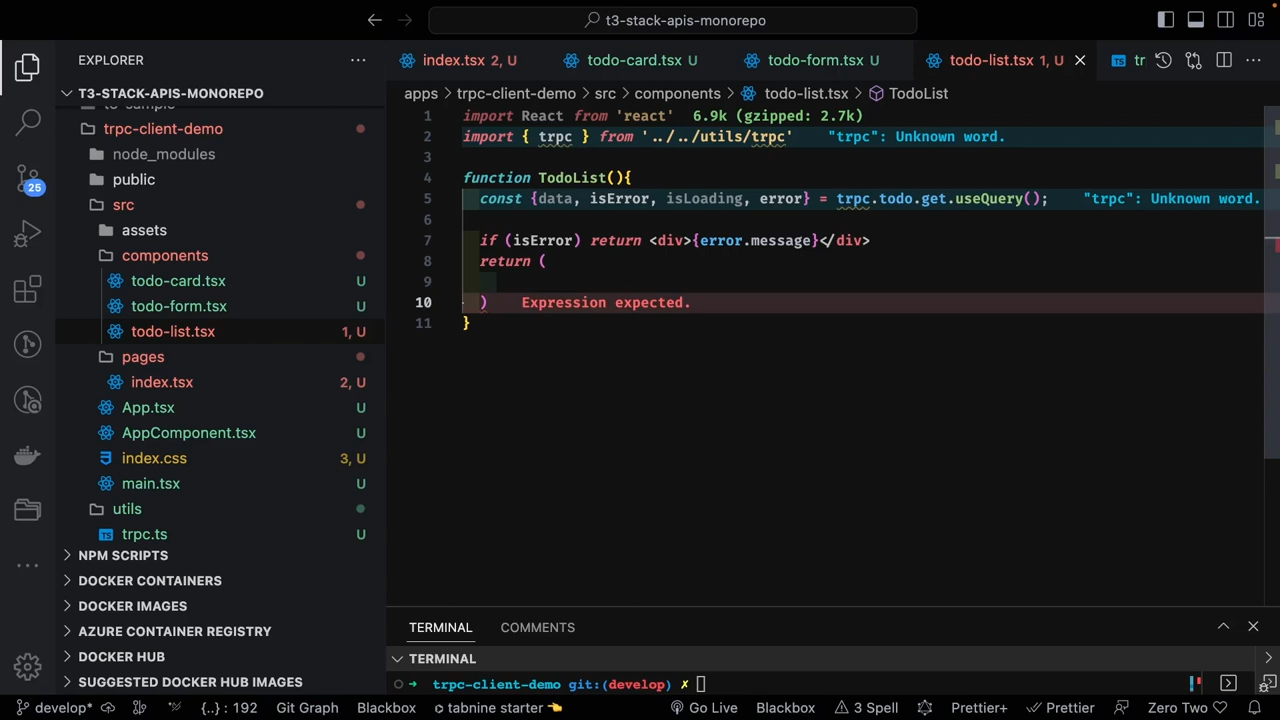 t3-stack-apis-monorepo
EXPLORER
T3-STACK-APIS-MONOREPO
t3-sample
trpc-client-demo
node_modules
public
src
assets
components
todo-card.tsx U
todo-form.tsx U
todo-list.tsx 1, U
pages
index.tsx 2, U
App.tsx U
AppComponent.tsx U
index.css 3, U
main.tsx U
utils
trpc.ts U
NPM SCRIPTS
DOCKER CONTAINERS
DOCKER IMAGES
AZURE CONTAINER REGISTRY
DOCKER HUB
SUGGESTED DOCKER HUB IMAGES
25
index.tsx 2, U
todo-card.tsx U
todo-form.tsx U
todo-list.tsx 1, U
TS tr
apps > trpc-client-demo > src > components > todo-list.tsx > TodoList
1 import React from 'react' 6.9k (gzipped: 2.7k)
2 import { trpc } from '../../utils/trpc' "trpc": Unknown word.
3
4 function TodoList(){
5 const {data, isError, isLoading, error} = trpc.todo.get.useQuery(); "trpc": Unknown word.
6
7 if (isError) return <div>{error.message}</div>
8 return (
9
10 ) Expression expected.
11 }
TERMINAL COMMENTS
TERMINAL
trpc-client-demo git:(develop) ✗
develop* {..} : 192 Git Graph Blackbox tabnine starter 👈 Go Live Blackbox 3 Spell Prettier+ Prettier Zero Two